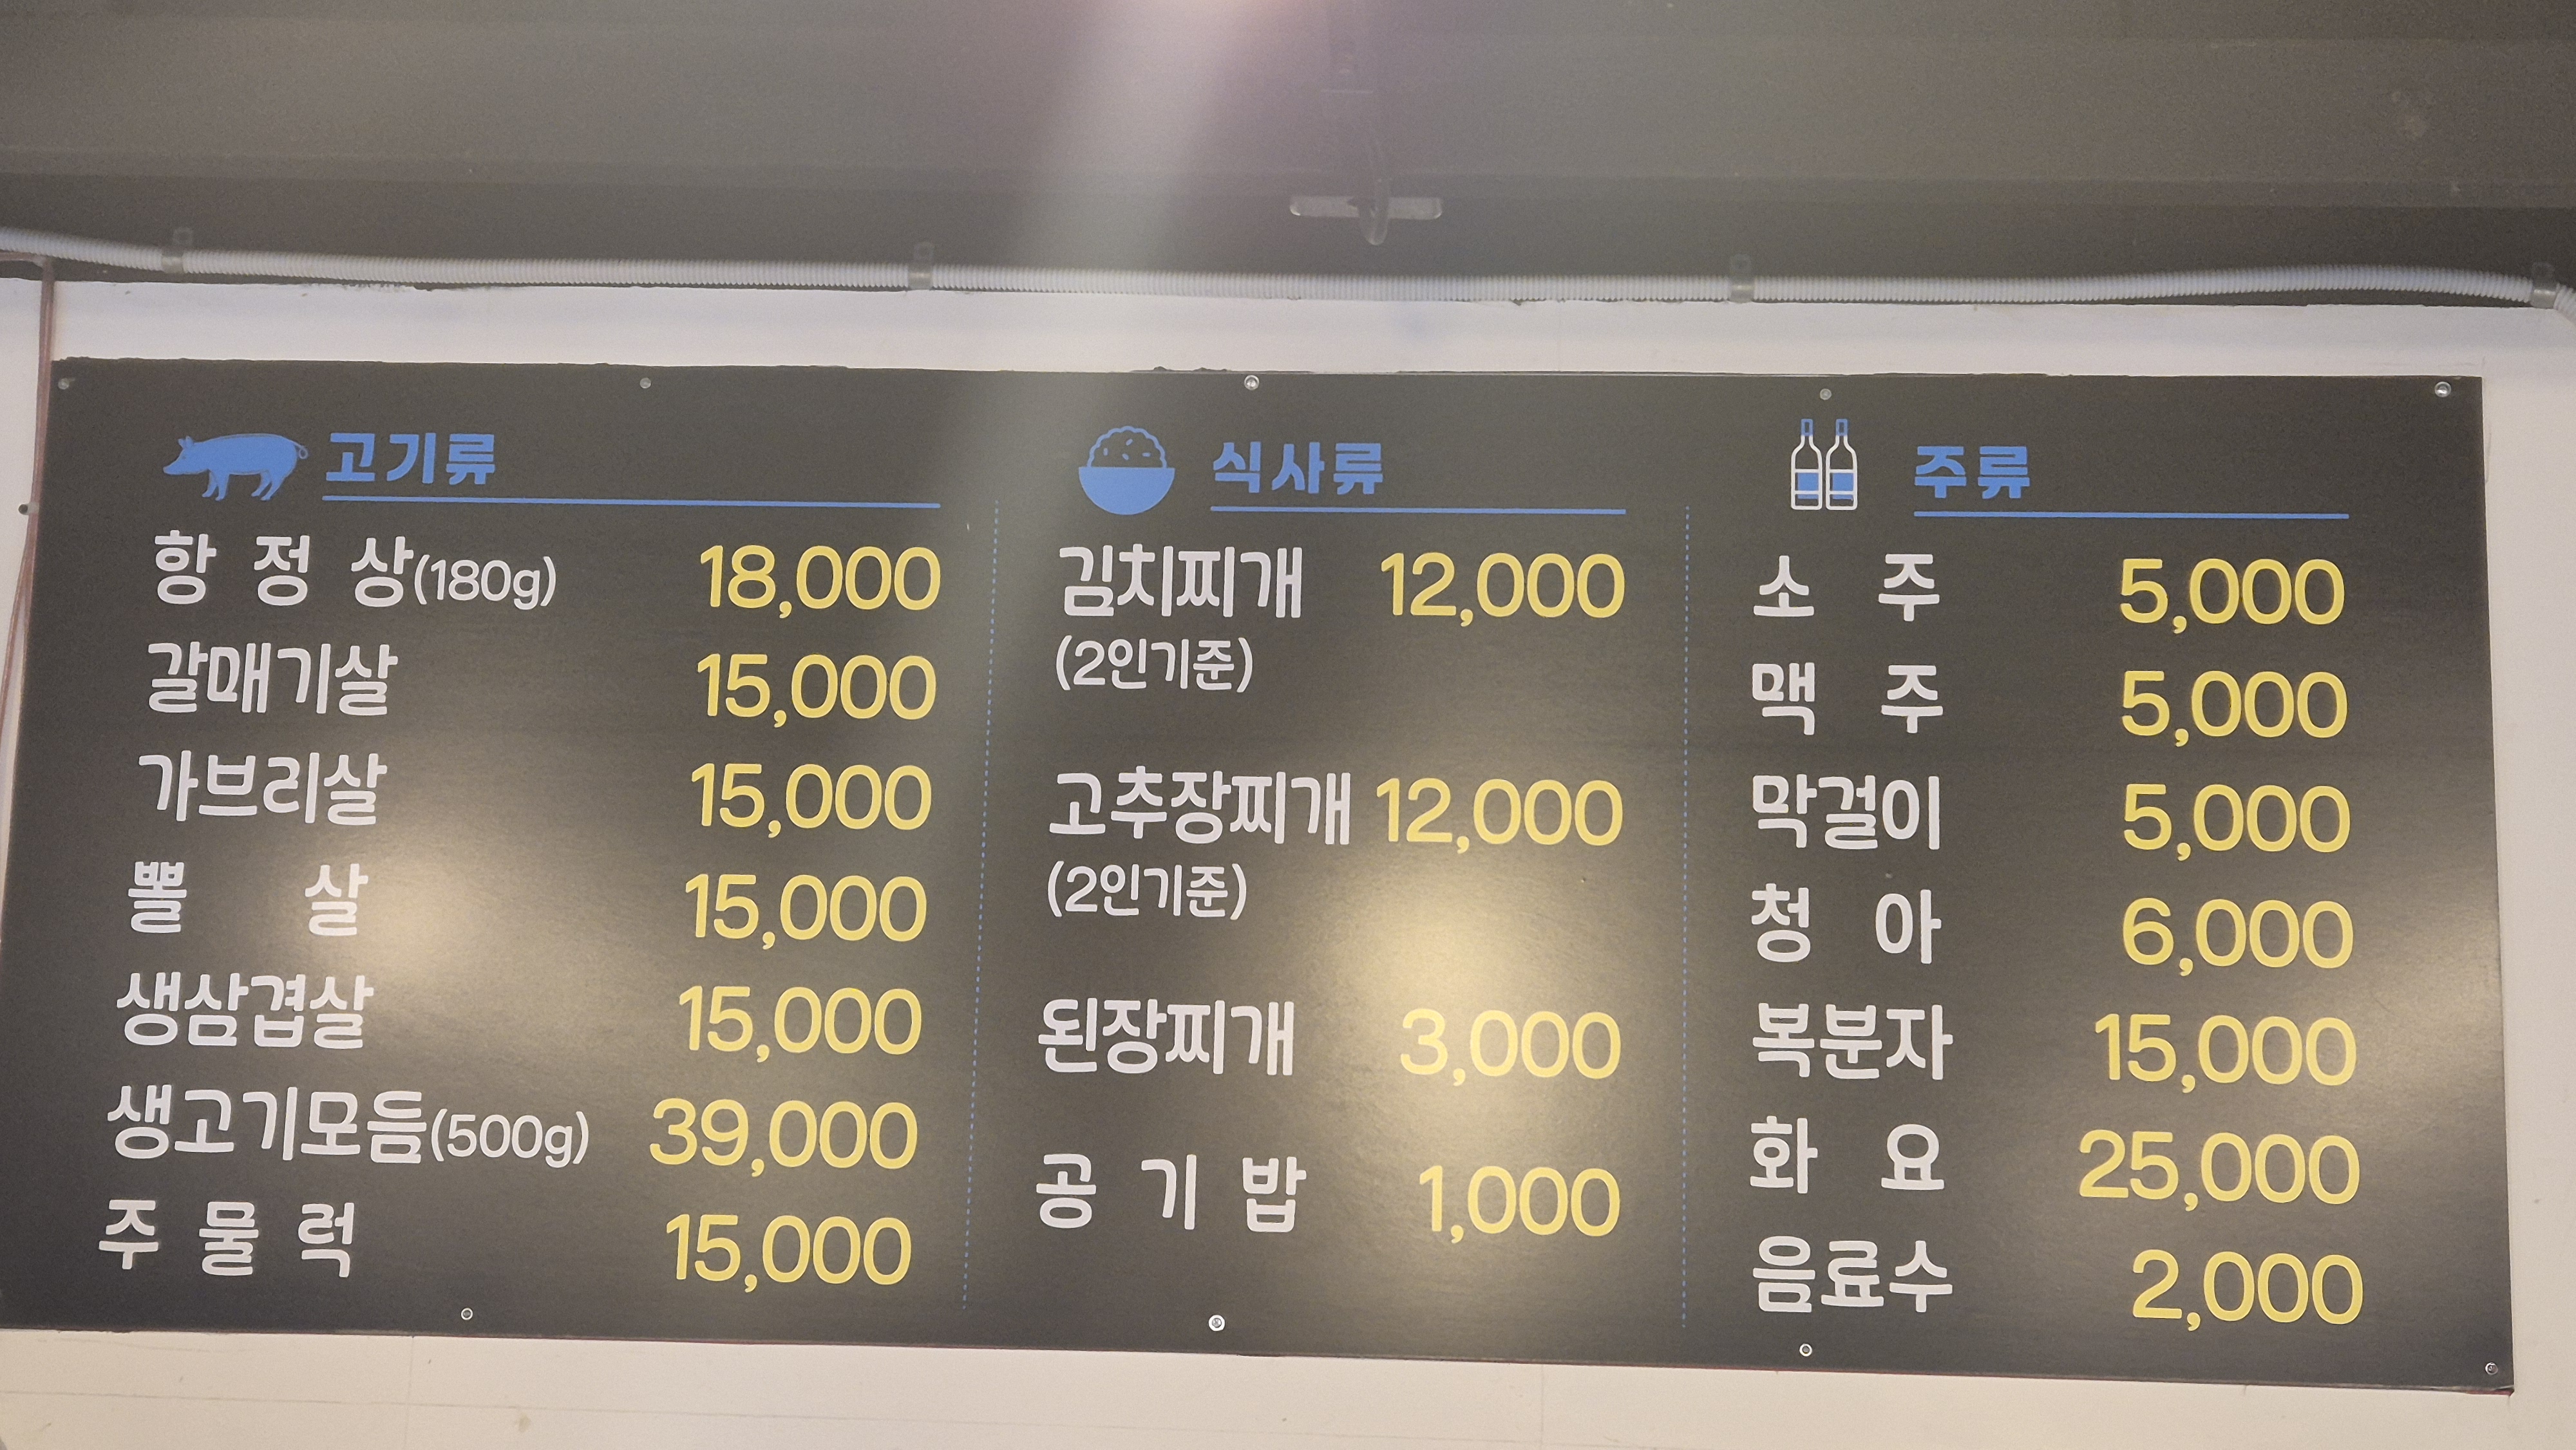 고기류
항 정 상(180g) 18,000
갈매기살 15,000
가브리살 15,000
뽈 살 15,000
생삼겹살 15,000
생고기모듬(500g) 39,000
주 물 럭 15,000
식사류
김치찌개 12,000
(2인기준)
고추장찌개 12,000
(2인기준)
된장찌개 3,000
공 기 밥 1,000
주류
소 주 5,000
맥 주 5,000
막걸이 5,000
청 아 6,000
복분자 15,000
화 요 25,000
음료수 2,000